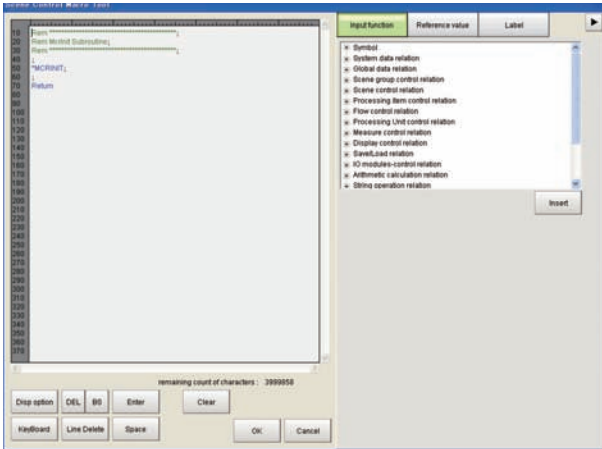 Scene Control Macro Tool
10 Rem **********************************;
20 Rem McrInit Subroutine;
30 Rem **********************************;
40 ;
50 *MCRINIT;
60 ;
70 Return
80
90
100
110
120
130
140
150
160
170
180
190
200
210
220
230
240
250
260
270
280
290
300
310
320
330
340
350
360
370
remaining count of characters : 3999958
Disp option DEL BS Enter Clear
KeyBoard Line Delete Space OK Cancel
Input function Reference value Label
Symbol
System data relation
Global data relation
Scene group control relation
Scene control relation
Processing item control relation
Flow control relation
Processing Unit control relation
Measure control relation
Display control relation
Save/Load relation
IO modules-control relation
Arithmetic calculation relation
String operation relation
Insert